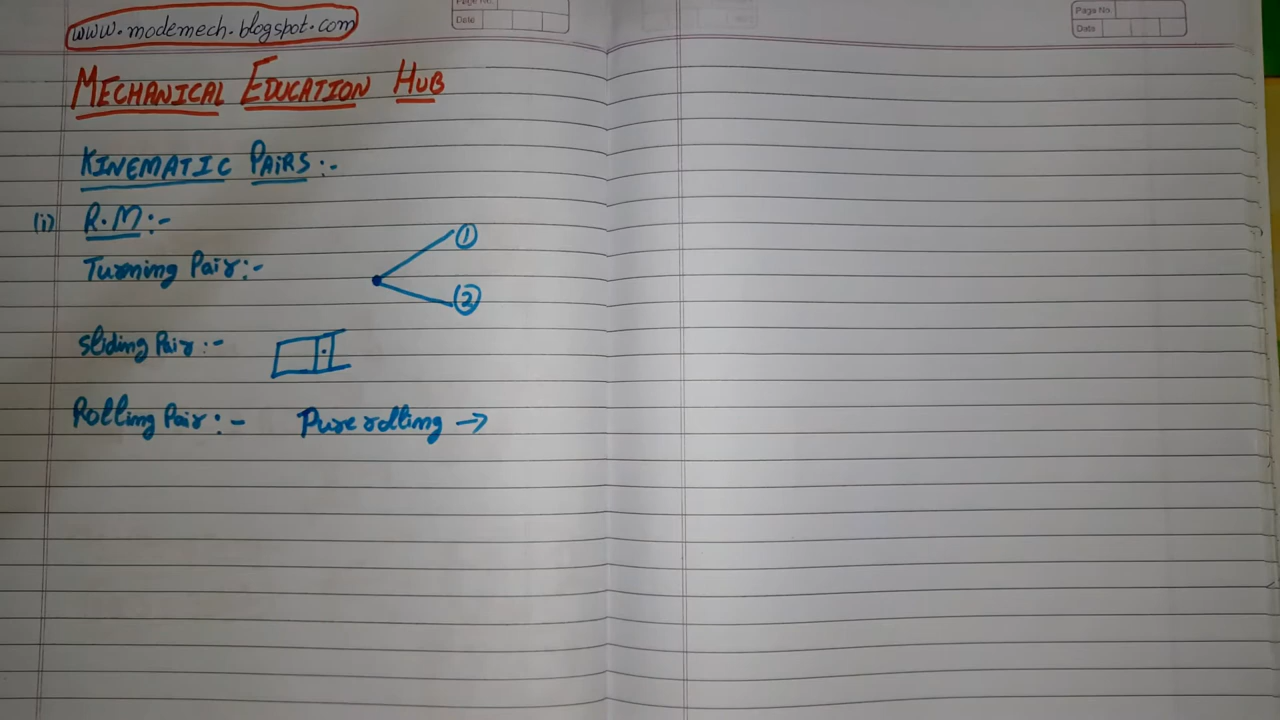 www.modemech.blogspot.com
Page No.
Date
Page No.
Date
MECHANICAL EDUCATION HUB
KINEMATIC PAIRS:-
(i) R.M:-
Turning Pair:-
1
2
Sliding Pair:-
Rolling Pair:- Pure rolling →